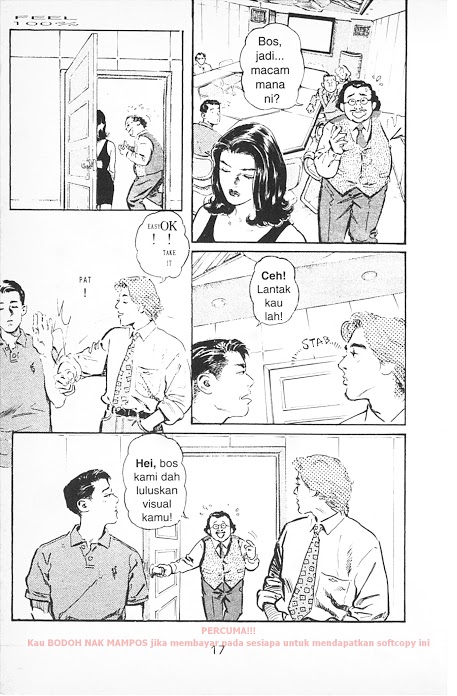 FEEL
100%
Bos,
jadi...
macam
mana
ni?
EASY
!
TAKE
IT
OK
!
PAT
!
Ceh!
Lantak
kau
lah!
STAB
Hei, bos
kami dah
luluskan
visual
kamu!
PERCUMA!!!
Kau BODOH NAK MAMPOS jika membayar pada sesiapa untuk mendapatkan softcopy ini
17